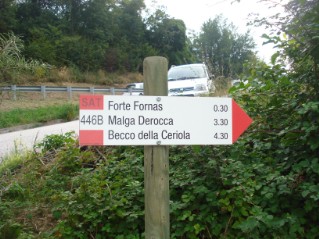 SAT Forte Fornas 0.30
446B Malga Derocca 3.30
Becco della Ceriola 4.30